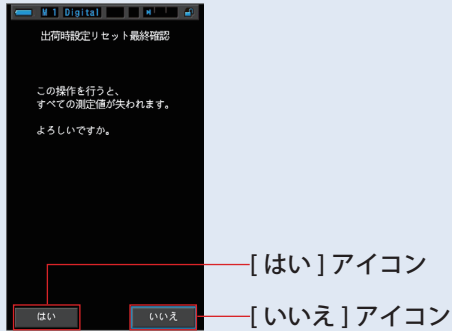 M 1 Digital
出荷時設定リセット最終確認
この操作を行うと、
すべての測定値が失われます。
よろしいですか。
[ はい ] アイコン
はい
いいえ
[ いいえ ] アイコン